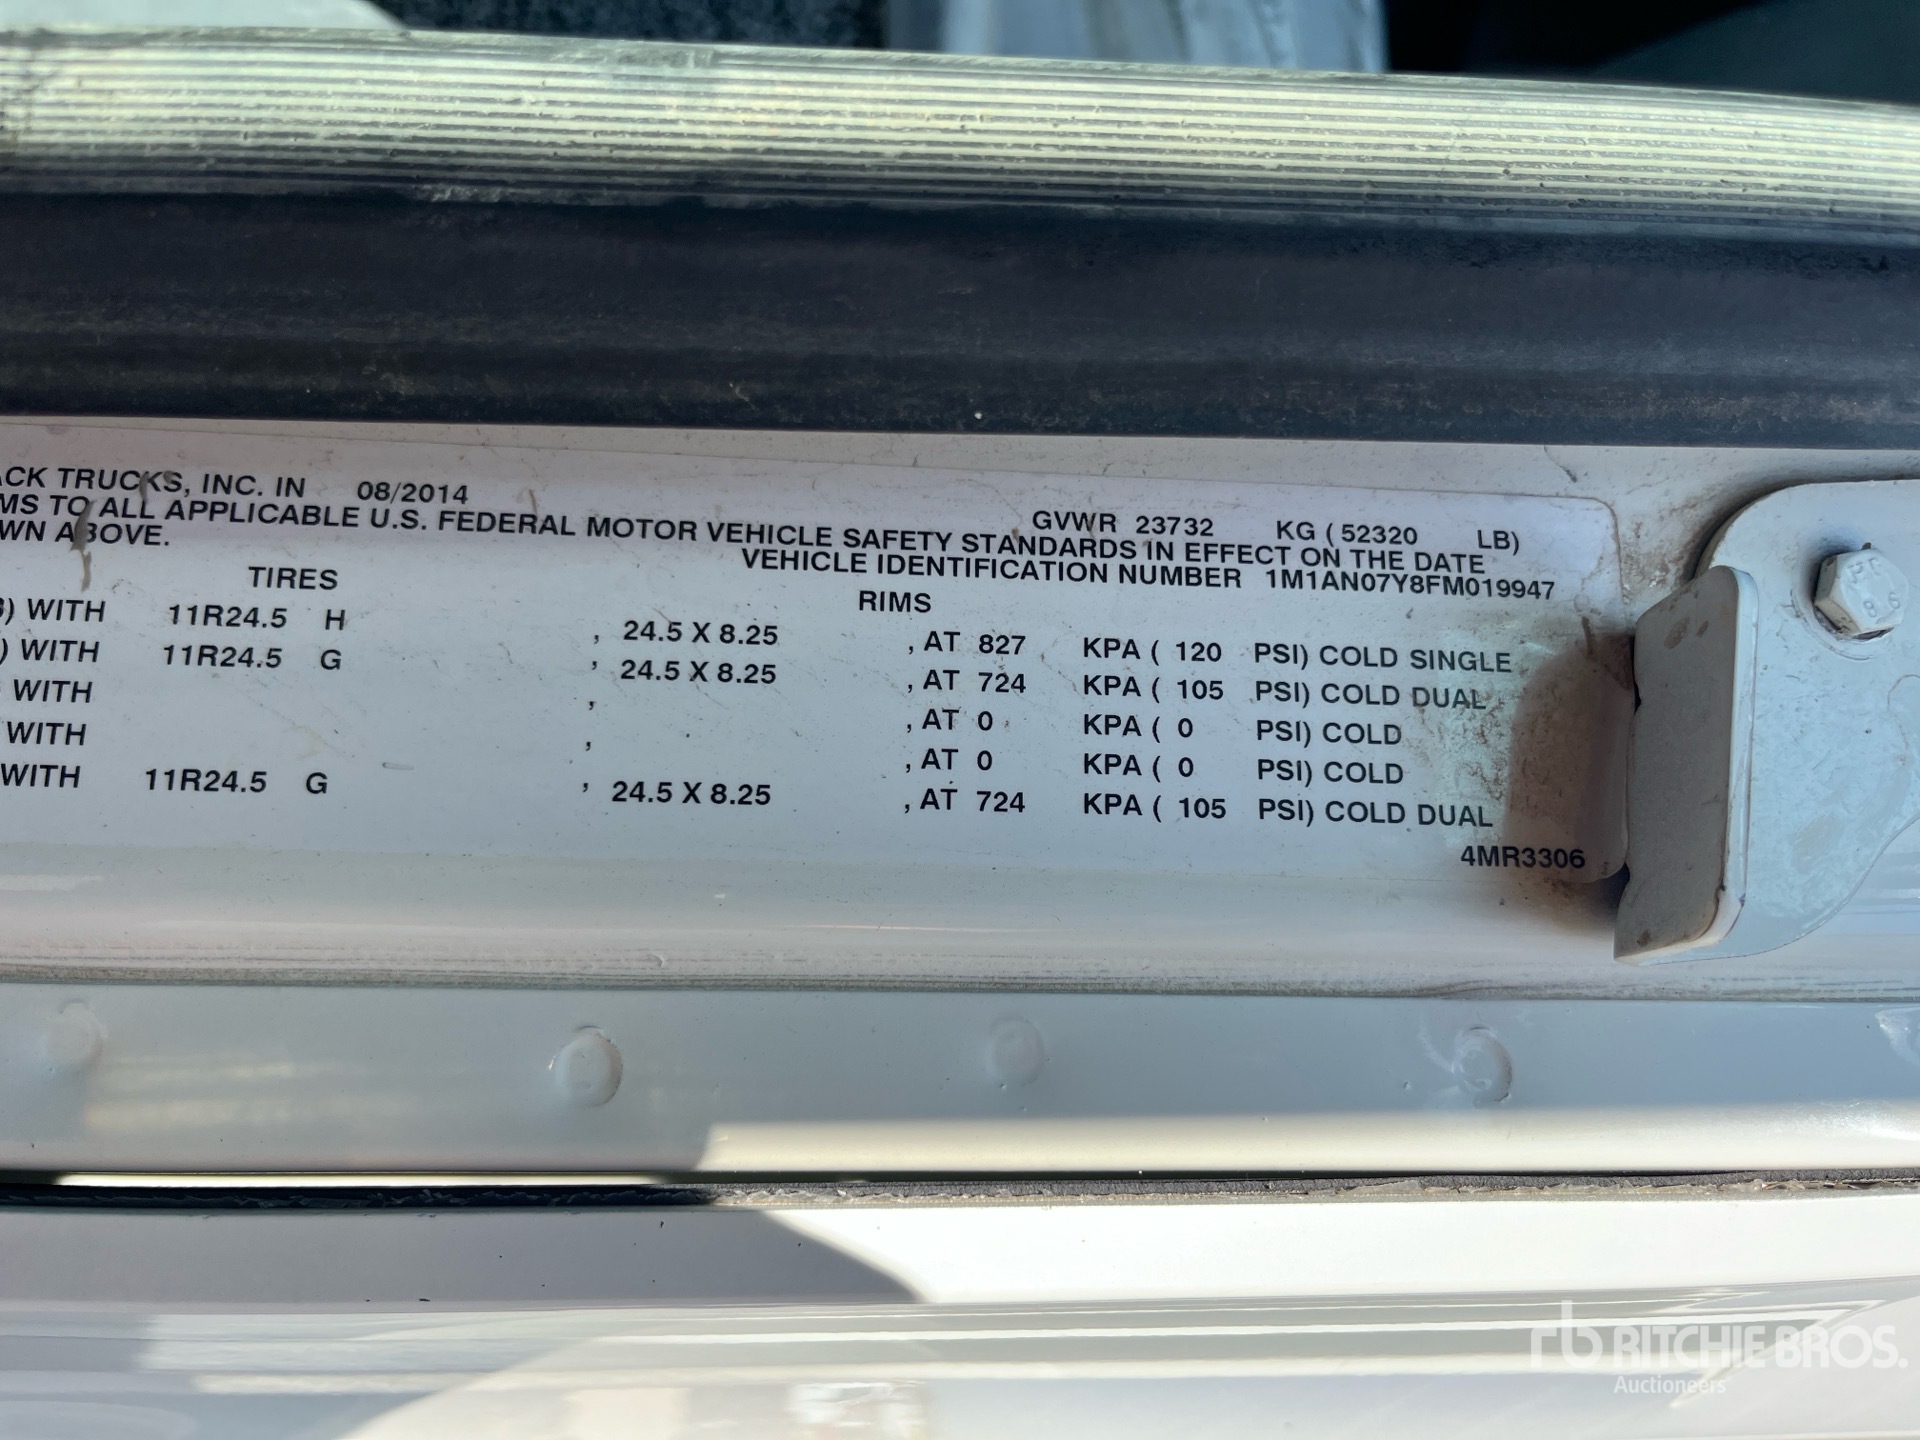 ACK TRUCKS, INC. IN 08/2014 GVWR 23732 KG ( 52320 LB)
MS TO ALL APPLICABLE U.S. FEDERAL MOTOR VEHICLE SAFETY STANDARDS IN EFFECT ON THE DATE
WN ABOVE. VEHICLE IDENTIFICATION NUMBER 1M1AN07Y8FM019947
TIRES RIMS
) WITH 11R24.5 H , 24.5 X 8.25 , AT 827 KPA ( 120 PSI) COLD SINGLE
) WITH 11R24.5 G , 24.5 X 8.25 , AT 724 KPA ( 105 PSI) COLD DUAL
WITH , , AT 0 KPA ( 0 PSI) COLD
WITH , , AT 0 KPA ( 0 PSI) COLD
WITH 11R24.5 G , 24.5 X 8.25 , AT 724 KPA ( 105 PSI) COLD DUAL
4MR3306
rb RITCHIE BROS.
Auctioneers